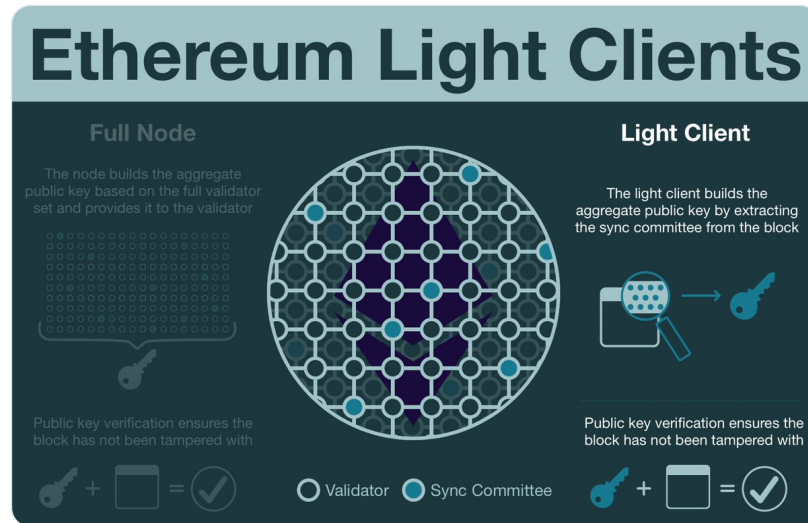 Ethereum Light Clients
Full Node
The node builds the aggregate
public key based on the full validator
set and provides it to the validator
Public key verification ensures the
block has not been tampered with
Validator
Sync Committee
Light Client
The light client builds the
aggregate public key by extracting
the sync committee from the block
Public key verification ensures the
block has not been tampered with